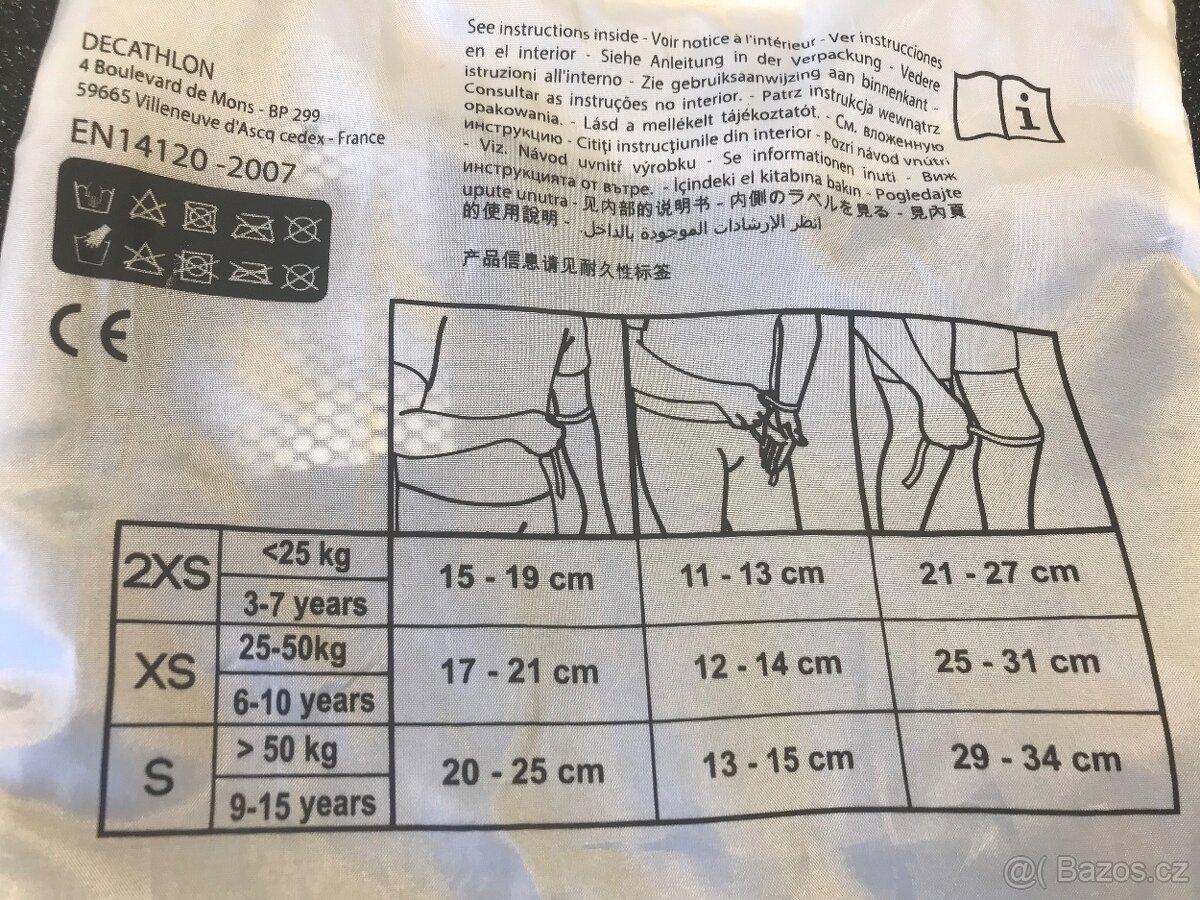 DECATHLON
4 Boulevard de Mons - BP 299
59665 Villeneuve d'Ascq cedex - France
EN14120 -2007
See instructions inside - Voir notice à l'intérieur - Ver instrucciones
en el interior - Siehe Anleitung in der Verpackung - Vedere
istruzioni all'interno - Zie gebruiksaanwijzing aan binnenkant -
Consultar as instruções no interior. - Patrz instrukcja wewnątrz
opakowania. - Lásd a mellékelt tájékoztatót. - См. вложенную
инструкцию - Citiți instrucțiunile din interior - Pozri návod vnútri
- Viz. Návod uvnitř výrobku - Se informationen inuti - Виж
инструкцията от вътре. - İçindeki el kitabına bakın - Pogledajte
upute unutra - 见内部的说明书 - 内側のラベルを見る - 見內頁
的使用說明 - انظر الإرشادات الموجودة بالداخل.
产品信息请见耐久性标签
CE
2XS <25 kg 15 - 19 cm 11 - 13 cm 21 - 27 cm
3-7 years
XS 25-50kg 17 - 21 cm 12 - 14 cm 25 - 31 cm
6-10 years
S > 50 kg 20 - 25 cm 13 - 15 cm 29 - 34 cm
9-15 years
@( Bazos.cz